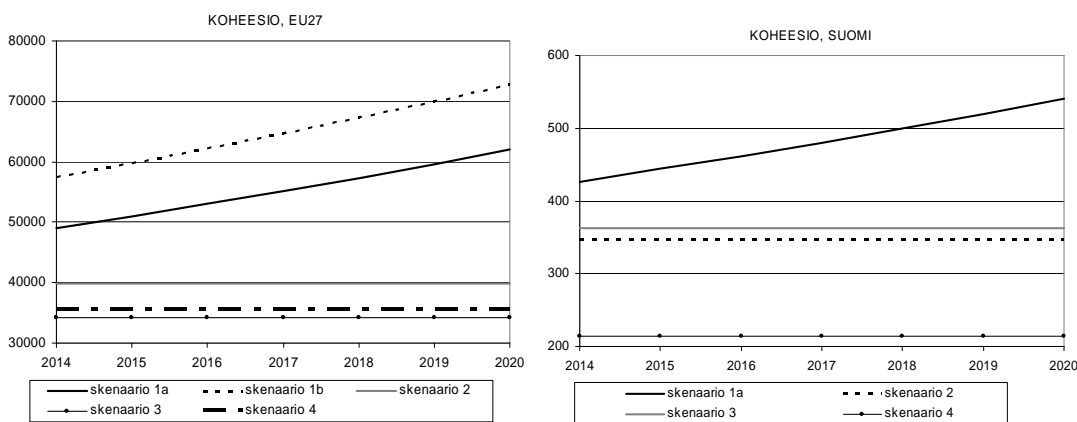 KOHEESIO, EU27
80000
70000
60000
50000
40000
30000
2014 2015 2016 2017 2018 2019 2020
skenaario 1a skenaario 1b skenaario 2
skenaario 3 skenaario 4
KOHEESIO, SUOMI
600
500
400
300
200
2014 2015 2016 2017 2018 2019 2020
skenaario 1a skenaario 2
skenaario 3 skenaario 4